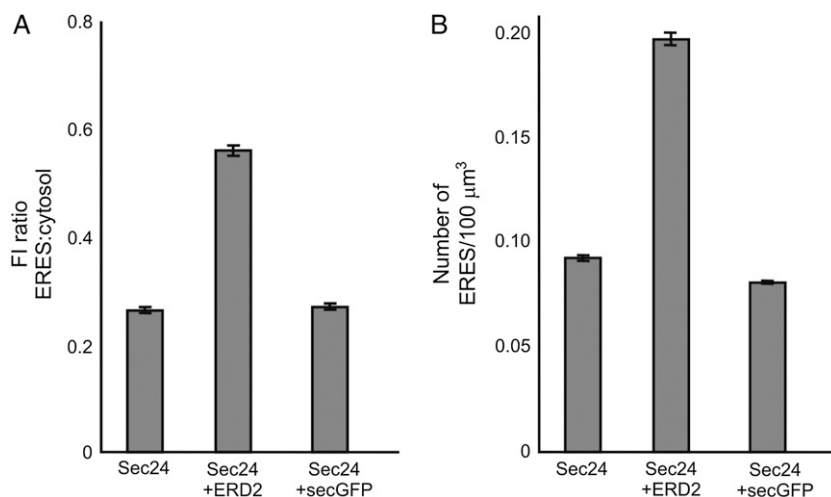 A
0.8
0.6
0.4
0.2
0
FI ratio
ERES:cytosol
Sec24
Sec24
+ERD2
Sec24
+secGFP
B
0.20
0.15
0.10
0.05
0
Number of
ERES/100 μm³
Sec24
Sec24
+ERD2
Sec24
+secGFP